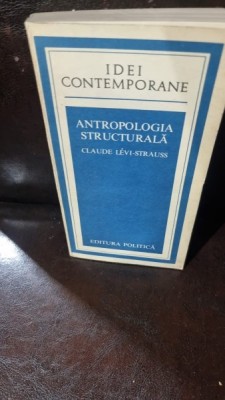 IDEI
CONTEMPORANE
ANTROPOLOGIA
STRUCTURALĂ
CLAUDE LÉVI-STRAUSS
EDITURA POLITICĂ